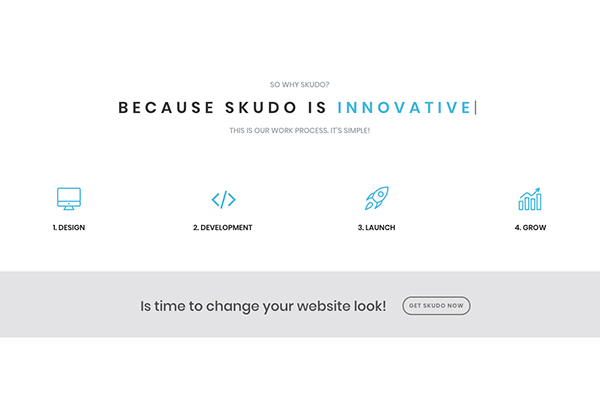 SO WHY SKUDO?
BECAUSE SKUDO IS INNOVATIVE|
THIS IS OUR WORK PROCESS. IT'S SIMPLE!
1. DESIGN
2. DEVELOPMENT
3. LAUNCH
4. GROW
Is time to change your website look!
GET SKUDO NOW